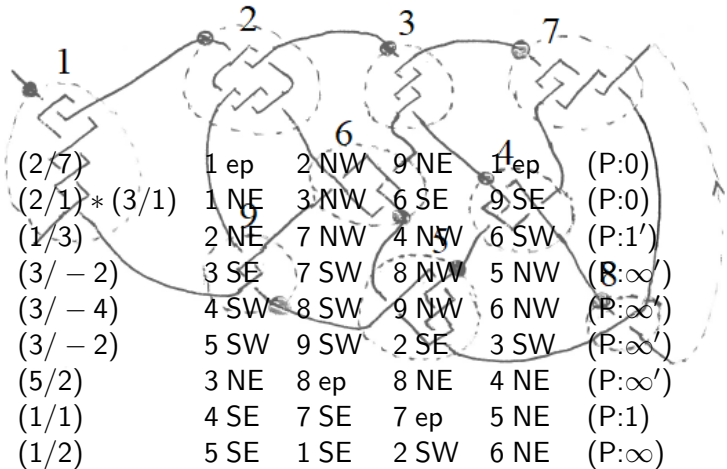 2 3 7
1
6
(2/7) 1 ep 2 NW 9 NE 1 ep (P:0)
4
(2/1) ∗ (3/1) 1 NE 3 NW 6 SE 9 SE (P:0)
(1/3) 2 NE 7 NW 4 NW 6 SW (P:1′)
9 5
(3/ − 2) 3 SE 7 SW 8 NW 5 NW (P:∞′)
8
(3/ − 4) 4 SW 8 SW 9 NW 6 NW (P:∞′)
(3/ − 2) 5 SW 9 SW 2 SE 3 SW (P:∞′)
(5/2) 3 NE 8 ep 8 NE 4 NE (P:∞′)
(1/1) 4 SE 7 SE 7 ep 5 NE (P:1)
(1/2) 5 SE 1 SE 2 SW 6 NE (P:∞)